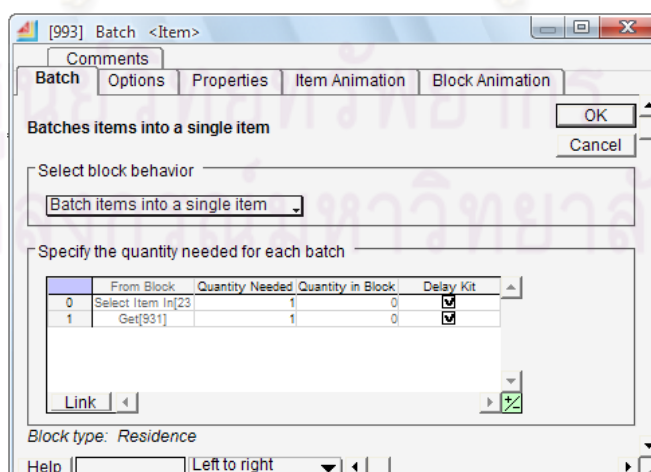 [993] Batch <Item>
Comments
Batch Options Properties Item Animation Block Animation
OK
Batches items into a single item
Cancel
Select block behavior
Batch items into a single item
Specify the quantity needed for each batch
From Block Quantity Needed Quantity in Block Delay Kit
0 Select Item In[23 1 0
1 Get[931] 1 0
Link
Block type: Residence
Help Left to right